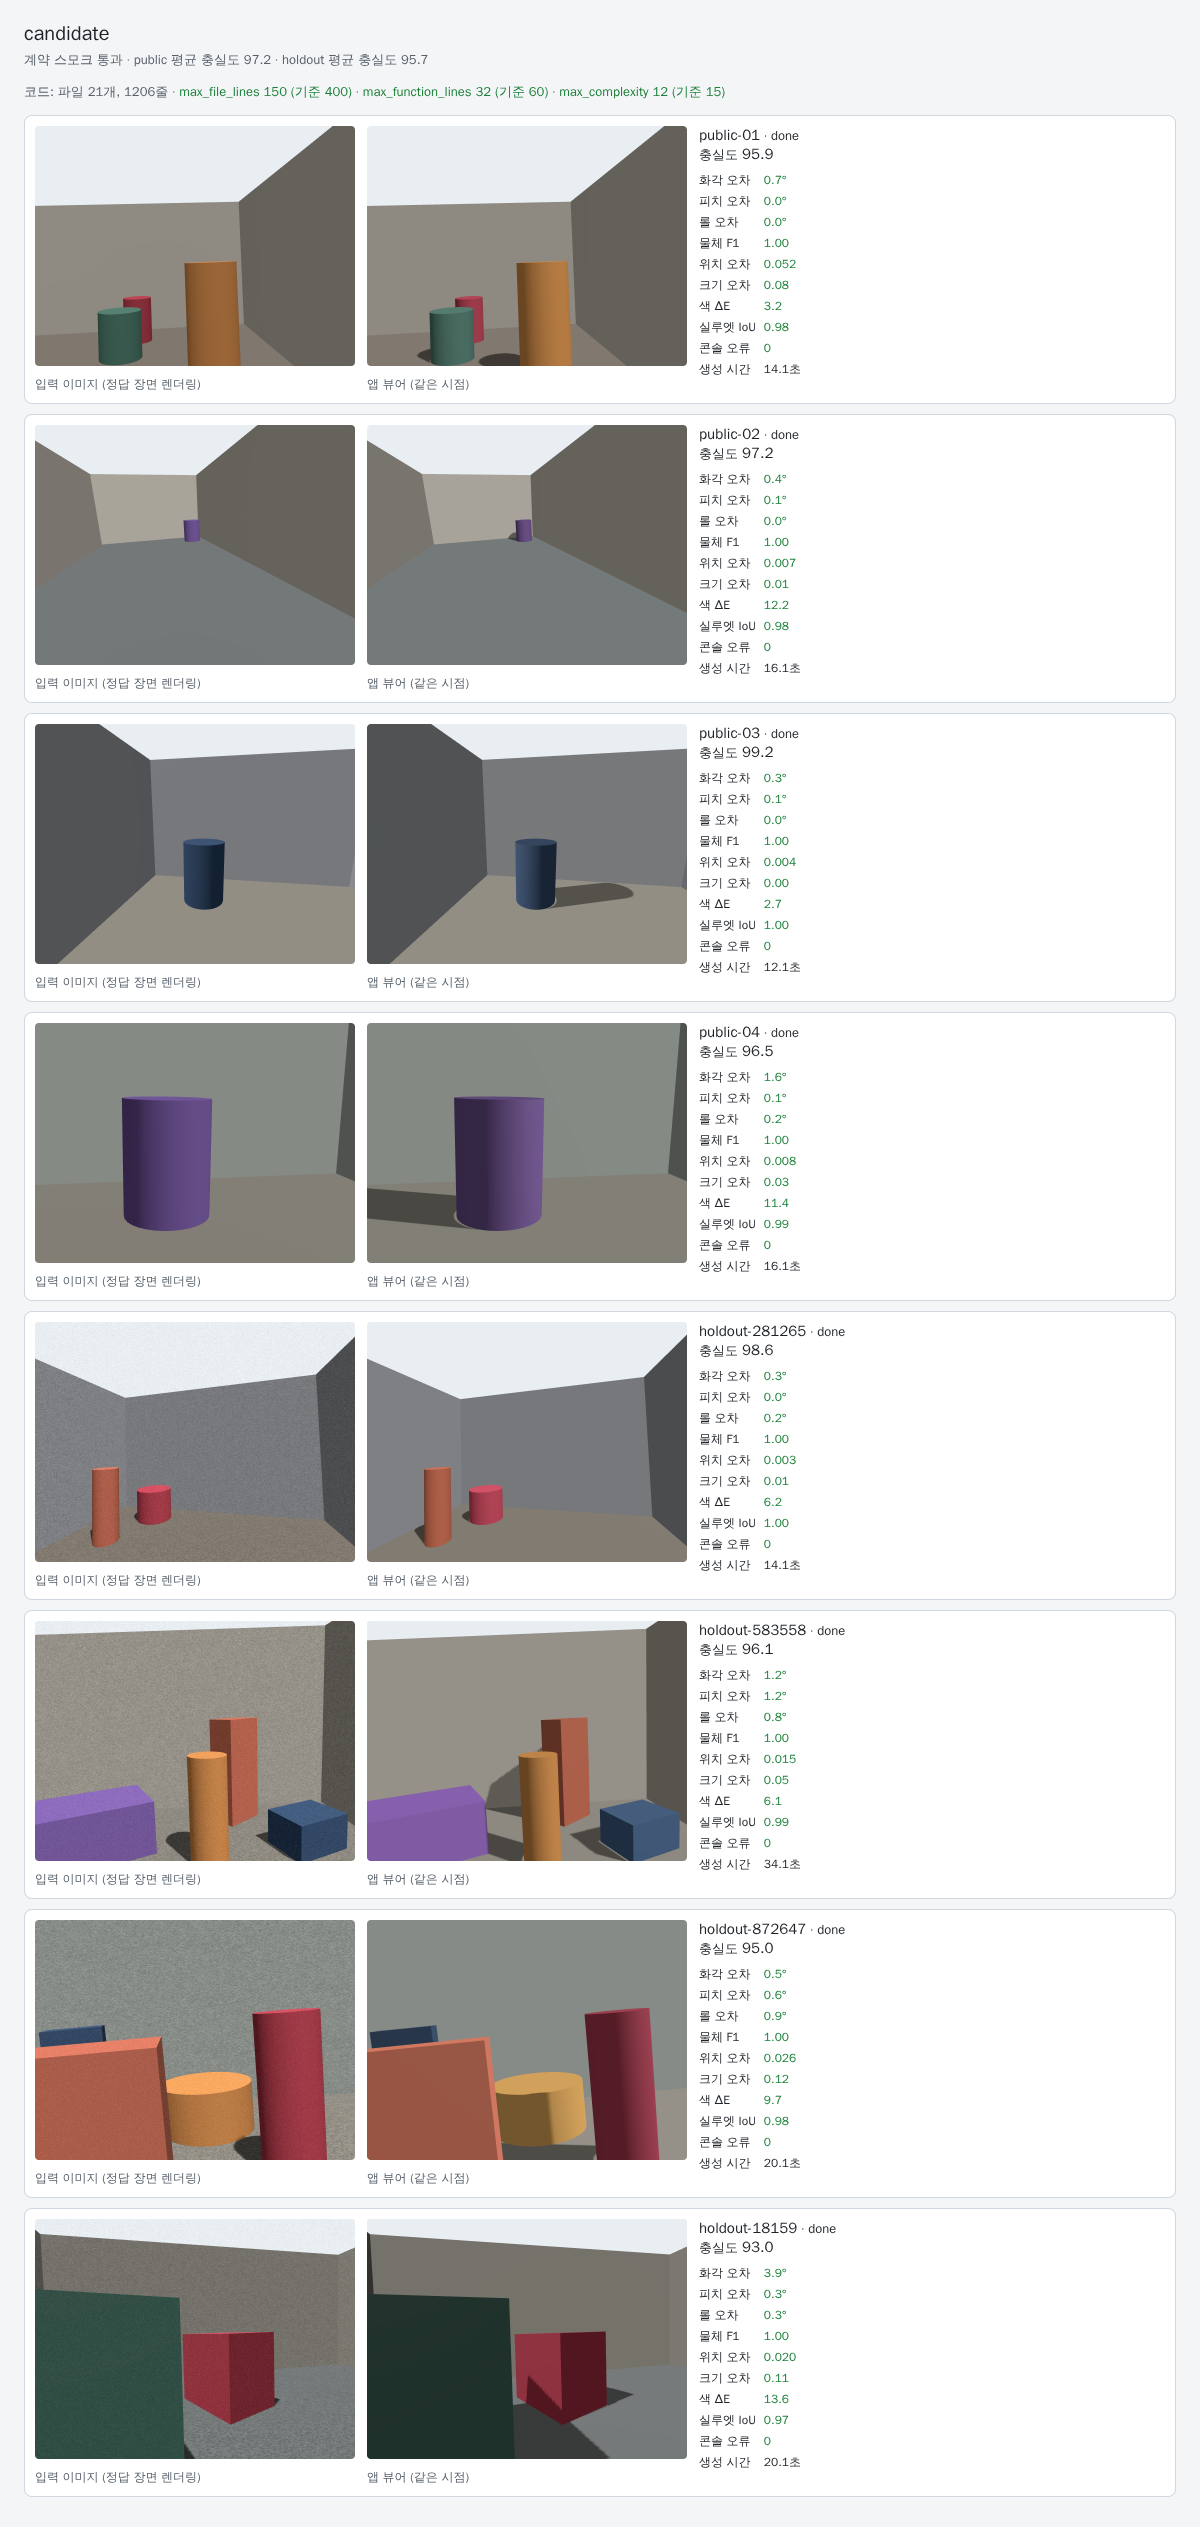 candidate
계약 스모크 통과 · public 평균 충실도 97.2 · holdout 평균 충실도 95.7
코드: 파일 21개, 1206줄 · max_file_lines 150 (기준 400) · max_function_lines 32 (기준 60) · max_complexity 12 (기준 15)
public-01 · done
충실도 95.9
화각 오차 0.7°
피치 오차 0.0°
롤 오차 0.0°
물체 F1 1.00
위치 오차 0.052
크기 오차 0.08
색 ΔE 3.2
실루엣 IoU 0.98
콘솔 오류 0
생성 시간 14.1초
입력 이미지 (정답 장면 렌더링)
앱 뷰어 (같은 시점)
public-02 · done
충실도 97.2
화각 오차 0.4°
피치 오차 0.1°
롤 오차 0.0°
물체 F1 1.00
위치 오차 0.007
크기 오차 0.01
색 ΔE 12.2
실루엣 IoU 0.98
콘솔 오류 0
생성 시간 16.1초
입력 이미지 (정답 장면 렌더링)
앱 뷰어 (같은 시점)
public-03 · done
충실도 99.2
화각 오차 0.3°
피치 오차 0.1°
롤 오차 0.0°
물체 F1 1.00
위치 오차 0.004
크기 오차 0.00
색 ΔE 2.7
실루엣 IoU 1.00
콘솔 오류 0
생성 시간 12.1초
입력 이미지 (정답 장면 렌더링)
앱 뷰어 (같은 시점)
public-04 · done
충실도 96.5
화각 오차 1.6°
피치 오차 0.1°
롤 오차 0.2°
물체 F1 1.00
위치 오차 0.008
크기 오차 0.03
색 ΔE 11.4
실루엣 IoU 0.99
콘솔 오류 0
생성 시간 16.1초
입력 이미지 (정답 장면 렌더링)
앱 뷰어 (같은 시점)
holdout-281265 · done
충실도 98.6
화각 오차 0.3°
피치 오차 0.0°
롤 오차 0.2°
물체 F1 1.00
위치 오차 0.003
크기 오차 0.01
색 ΔE 6.2
실루엣 IoU 1.00
콘솔 오류 0
생성 시간 14.1초
입력 이미지 (정답 장면 렌더링)
앱 뷰어 (같은 시점)
holdout-583558 · done
충실도 96.1
화각 오차 1.2°
피치 오차 1.2°
롤 오차 0.8°
물체 F1 1.00
위치 오차 0.015
크기 오차 0.05
색 ΔE 6.1
실루엣 IoU 0.99
콘솔 오류 0
생성 시간 34.1초
입력 이미지 (정답 장면 렌더링)
앱 뷰어 (같은 시점)
holdout-872647 · done
충실도 95.0
화각 오차 0.5°
피치 오차 0.6°
롤 오차 0.9°
물체 F1 1.00
위치 오차 0.026
크기 오차 0.12
색 ΔE 9.7
실루엣 IoU 0.98
콘솔 오류 0
생성 시간 20.1초
입력 이미지 (정답 장면 렌더링)
앱 뷰어 (같은 시점)
holdout-18159 · done
충실도 93.0
화각 오차 3.9°
피치 오차 0.3°
롤 오차 0.3°
물체 F1 1.00
위치 오차 0.020
크기 오차 0.11
색 ΔE 13.6
실루엣 IoU 0.97
콘솔 오류 0
생성 시간 20.1초
입력 이미지 (정답 장면 렌더링)
앱 뷰어 (같은 시점)